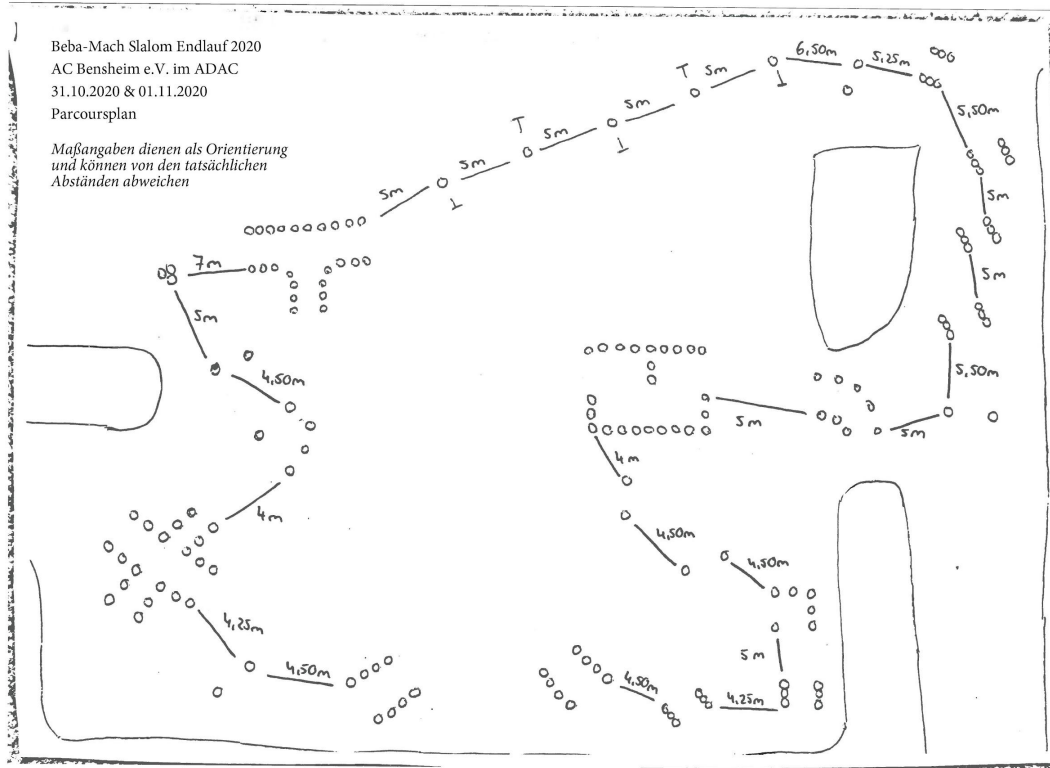 Beba-Mach Slalom Endlauf 2020
AC Bensheim e.V. im ADAC
31.10.2020 & 01.11.2020
Parcoursplan
Maßangaben dienen als Orientierung
und können von den tatsächlichen
Abständen abweichen
6,50m
5,25m
T
5m
5,50m
5m
T
5m
5m
5m
5m
7m
5m
5m
5m
4,50m
5,50m
5m
5m
4m
4m
4,50m
4,50m
4,25m
5m
4,50m
4,50m
4,25m